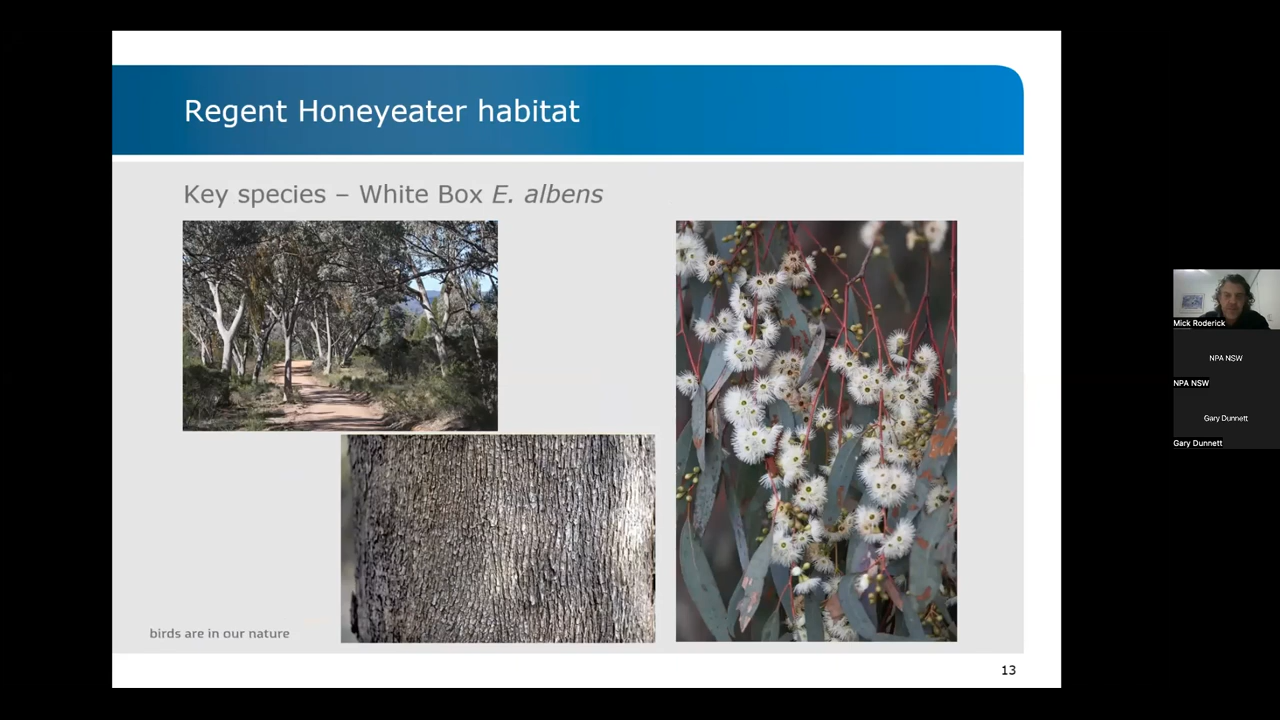 Regent Honeyeater habitat
Key species – White Box E. albens
birds are in our nature
13
Mick Roderick
NPA NSW
NPA NSW
Gary Dunnett
Gary Dunnett